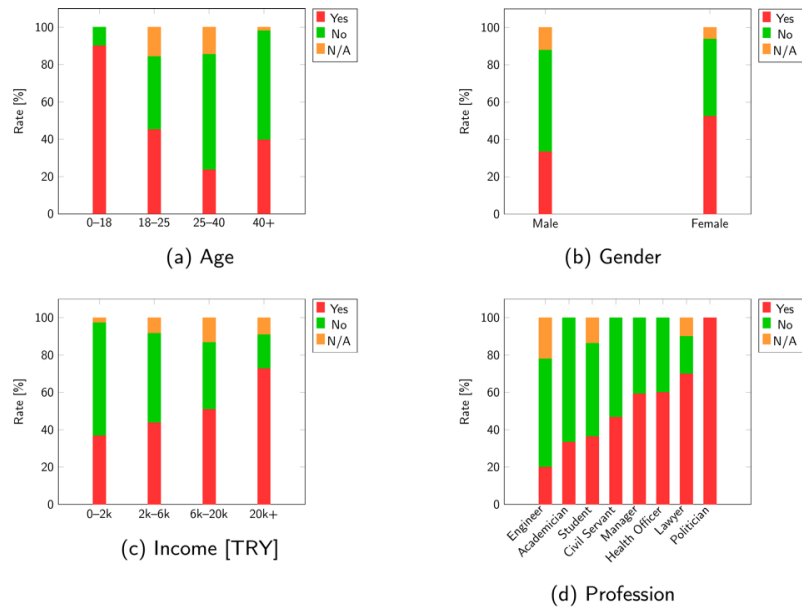 100
80
60
40
20
0
Rate [%]
0–18
18–25
25–40
40+
Yes
No
N/A
(a) Age
100
80
60
40
20
0
Rate [%]
Male
Female
Yes
No
N/A
(b) Gender
100
80
60
40
20
0
Rate [%]
0–2k
2k–6k
6k–20k
20k+
Yes
No
N/A
(c) Income [TRY]
100
80
60
40
20
0
Rate [%]
Engineer
Academician
Student
Civil Servant
Manager
Health Officer
Lawyer
Politician
Yes
No
N/A
(d) Profession